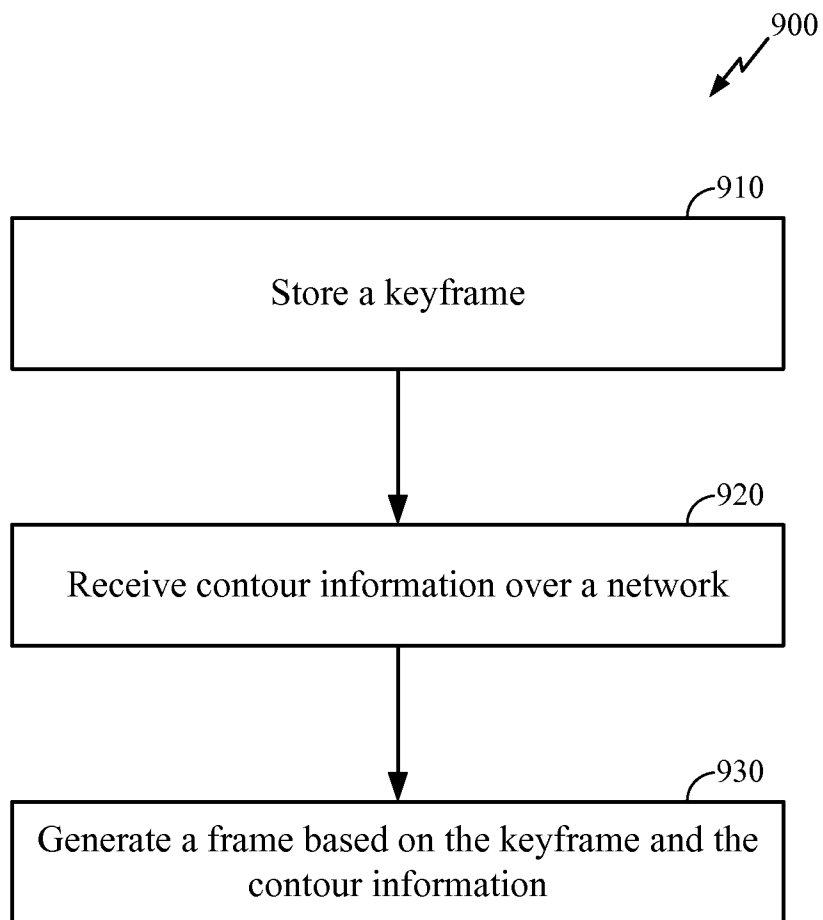 900
910
Store a keyframe
920
Receive contour information over a network
930
Generate a frame based on the keyframe and the
contour information